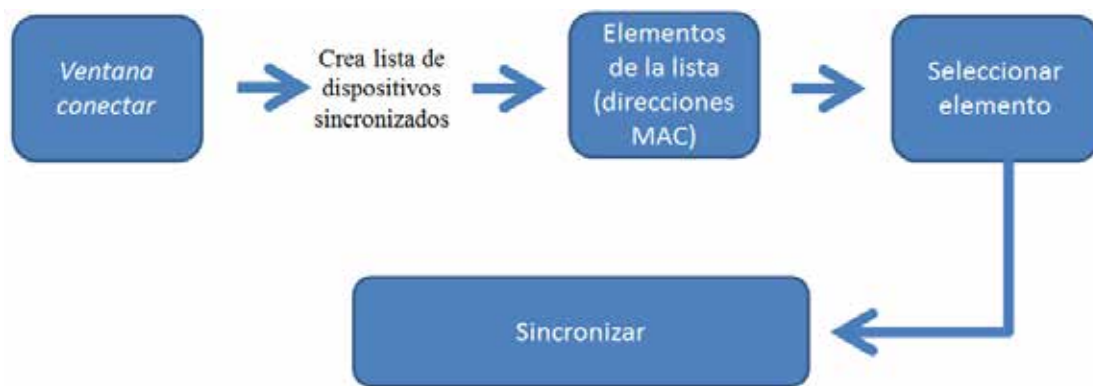 Ventana
conectar
Crea lista de
dispositivos
sincronizados
Elementos
de la lista
(direcciones
MAC)
Seleccionar
elemento
Sincronizar